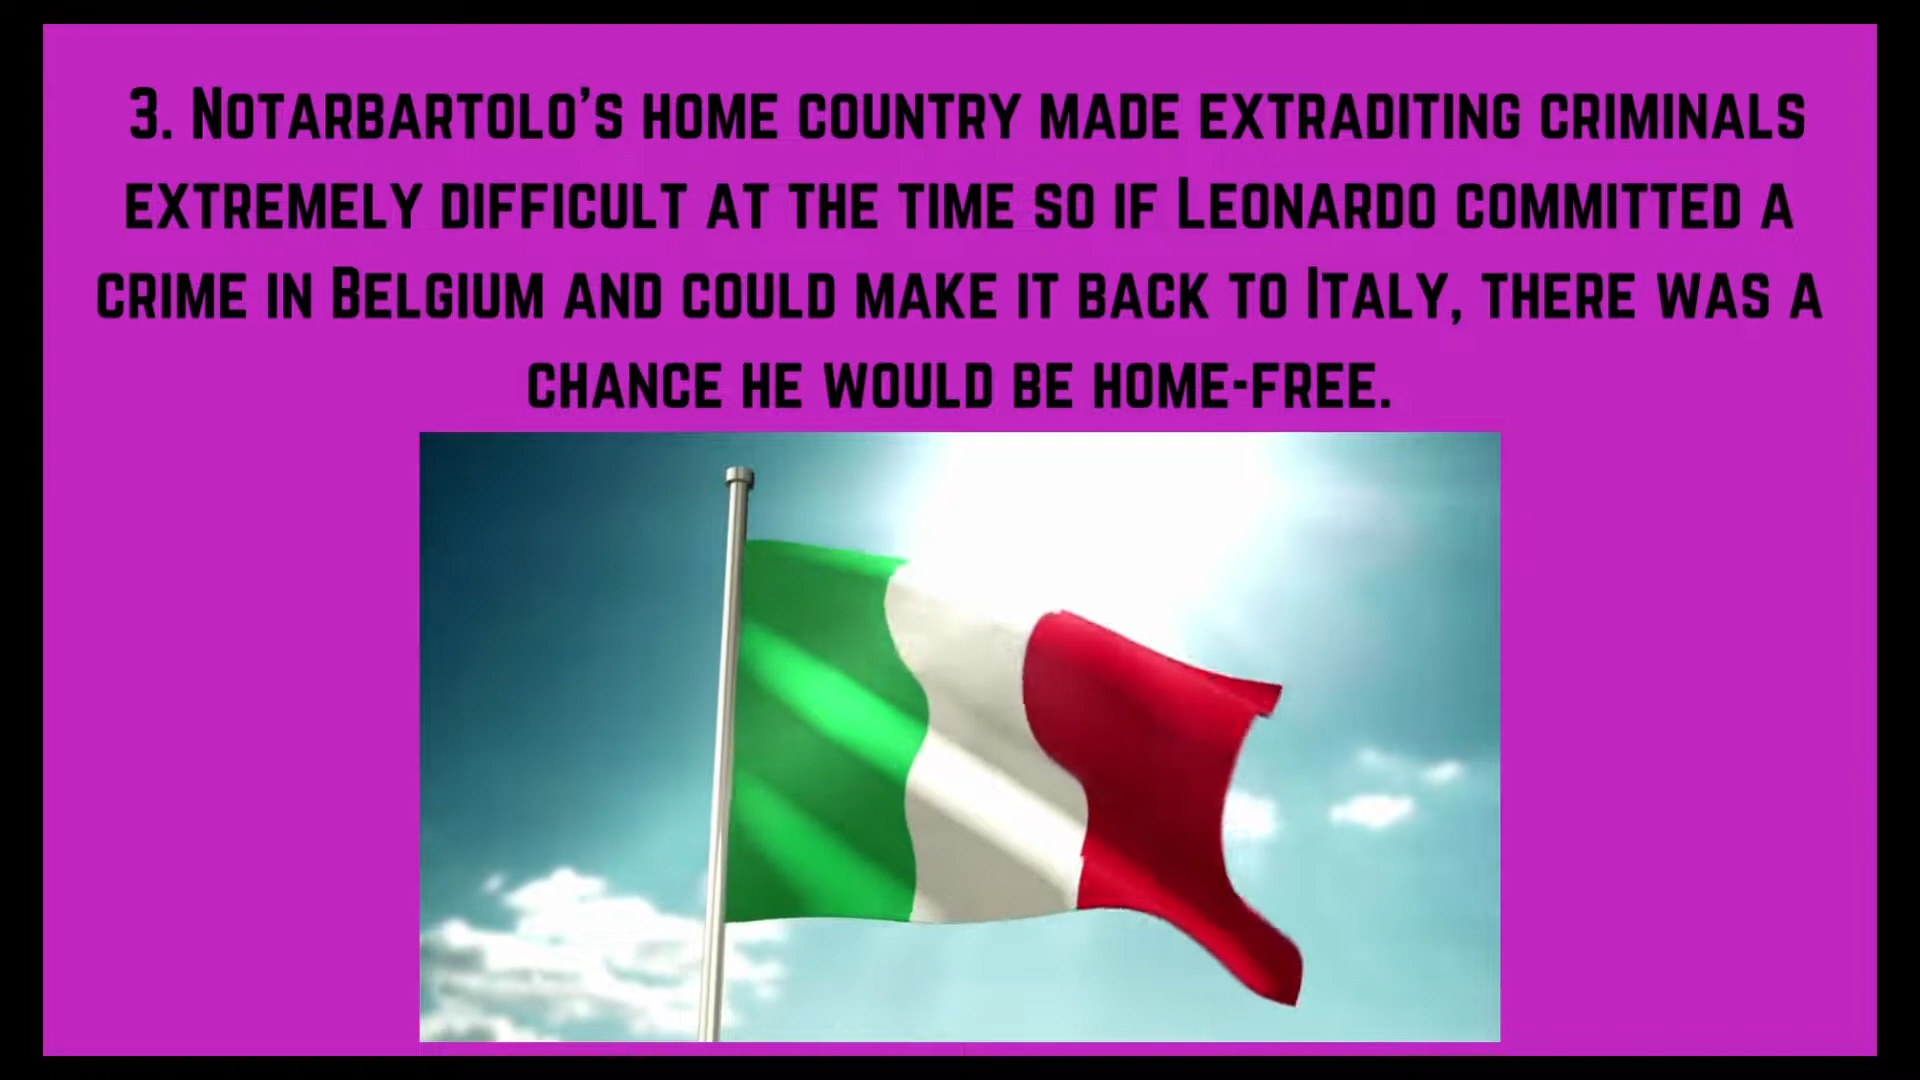 3. Notarbartolo’s home country made extraditing criminals
extremely difficult at the time so if Leonardo committed a
crime in Belgium and could make it back to Italy, there was a
chance he would be home-free.